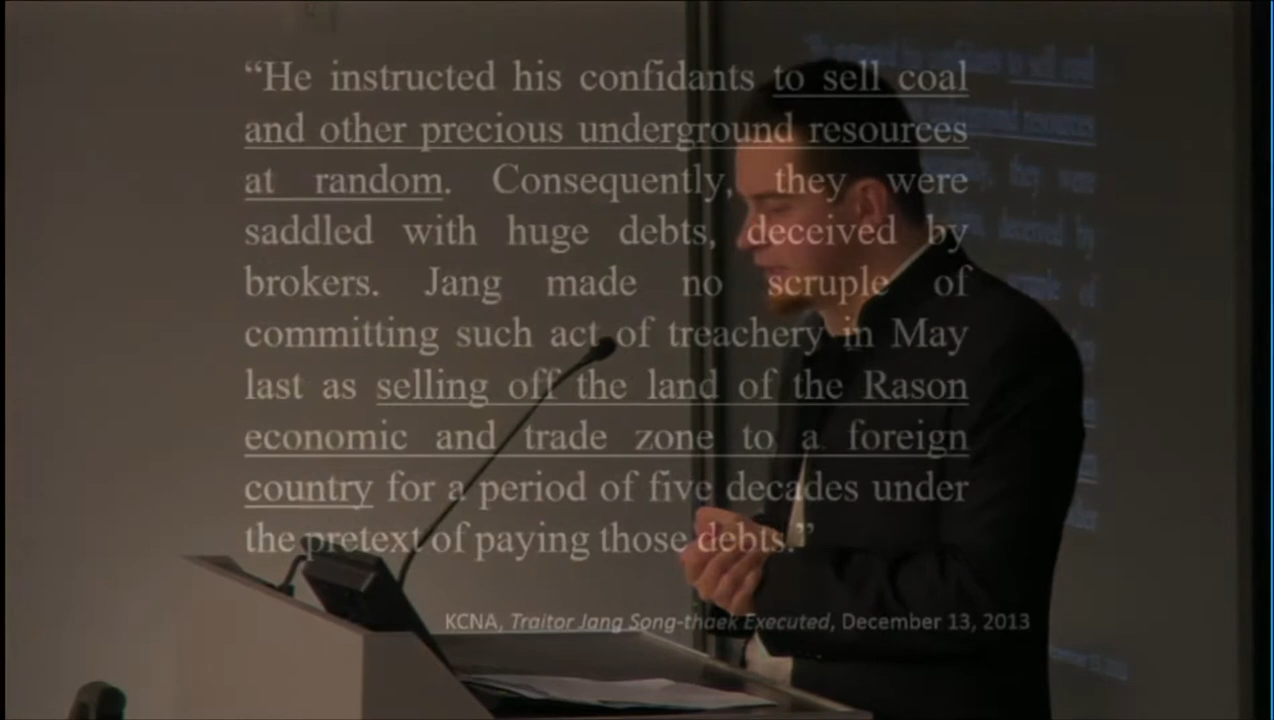 “He instructed his confidants to sell coal
and other precious underground resources
at random. Consequently, they were
saddled with huge debts, deceived by
brokers. Jang made no scruple of
committing such act of treachery in May
last as selling off the land of the Rason
economic and trade zone to a foreign
country for a period of five decades under
the pretext of paying those debts.”
KCNA, Traitor Jang Song-thaek Executed, December 13, 2013